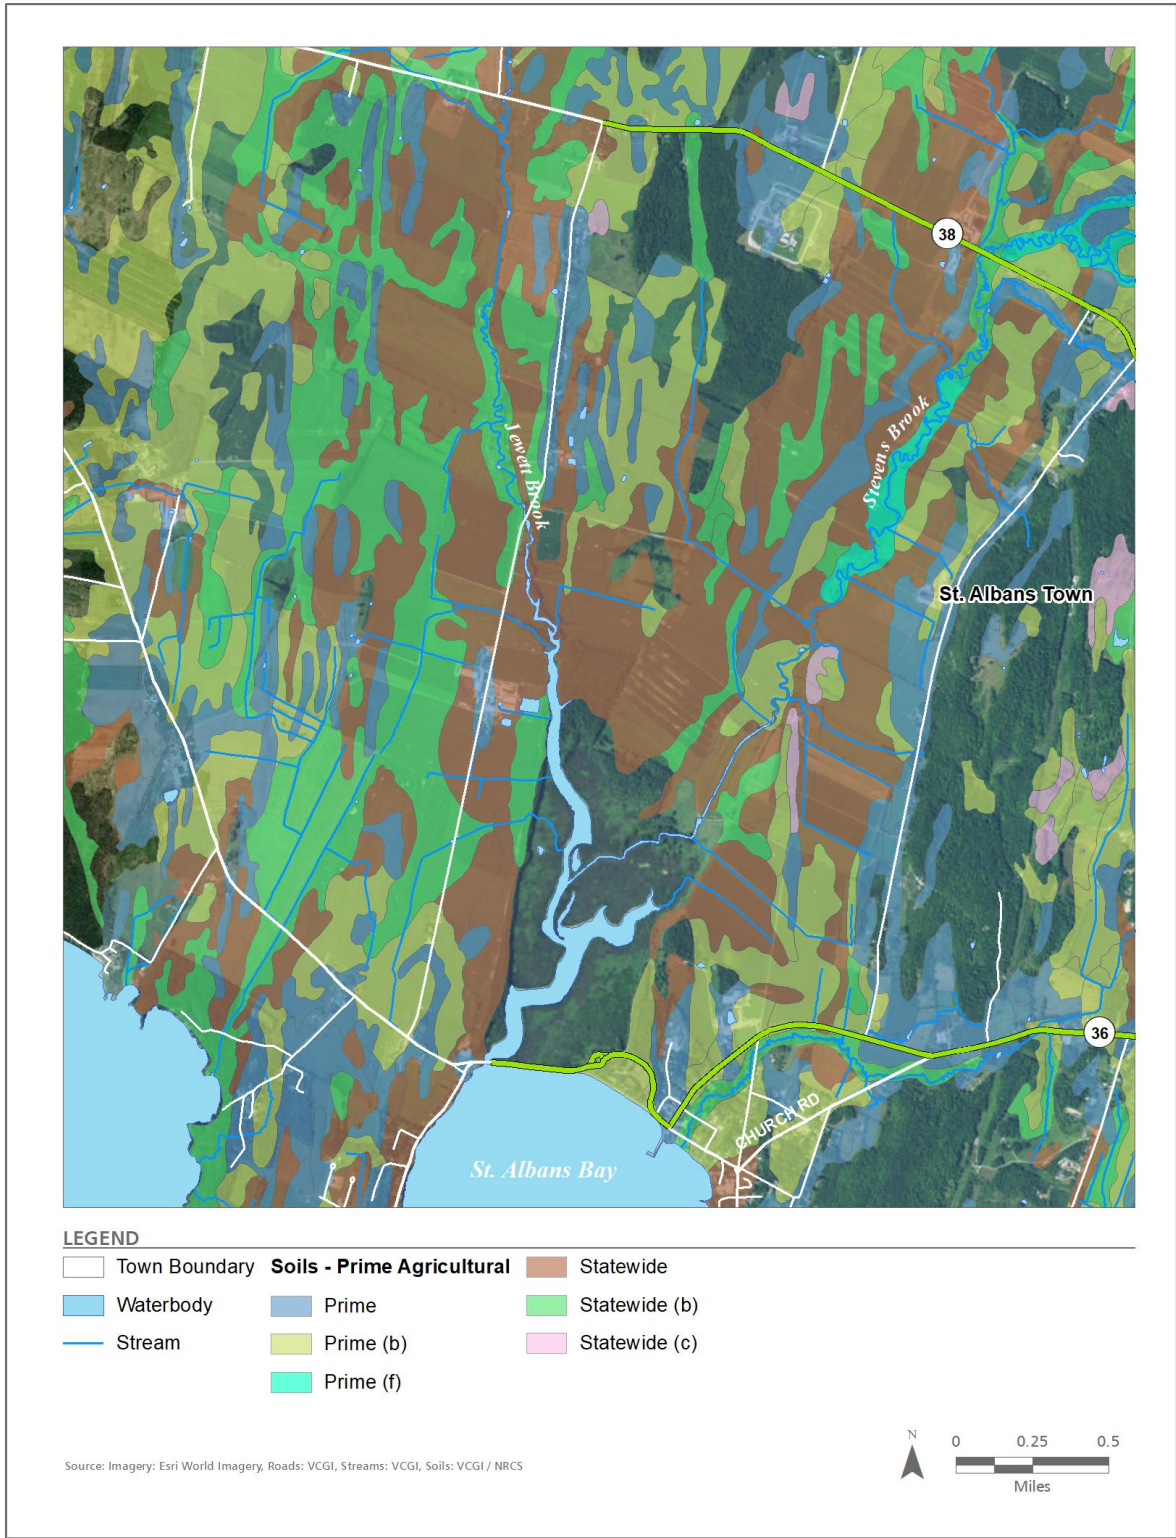 38
Jewett Brook
Stevens Brook
St. Albans Town
36
CHURCH RD
St. Albans Bay
LEGEND
Town Boundary
Waterbody
Stream
Soils - Prime Agricultural
Prime
Prime (b)
Prime (f)
Statewide
Statewide (b)
Statewide (c)
Source: Imagery: Esri World Imagery, Roads: VCGI, Streams: VCGI, Soils: VCGI / NRCS
N
0 0.25 0.5
Miles